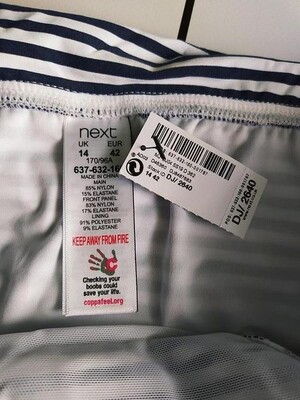 next
UK EUR
14 42
170/96A
637-632-16
MADE IN CHINA
MAIN
85% NYLON
15% ELASTANE
FRONT PANEL
83% NYLON
17% ELASTANE
LINING
91% POLYESTER
9% ELASTANE
KEEP AWAY FROM FIRE
Checking your
boobs could
save your life.
coppafeel.org
DJ/ 2640
14 42
DJ/ 2640